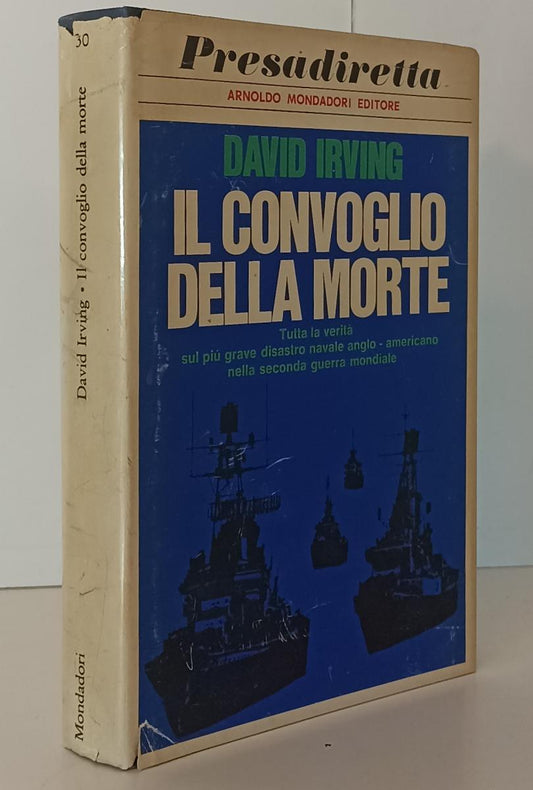 30
David Irving • Il convoglio della morte
Mondadori
Presadiretta
ARNOLDO MONDADORI EDITORE
DAVID IRVING
IL CONVOGLIO
DELLA MORTE
Tutta la verità
sul più grave disastro navale anglo - americano
nella seconda guerra mondiale